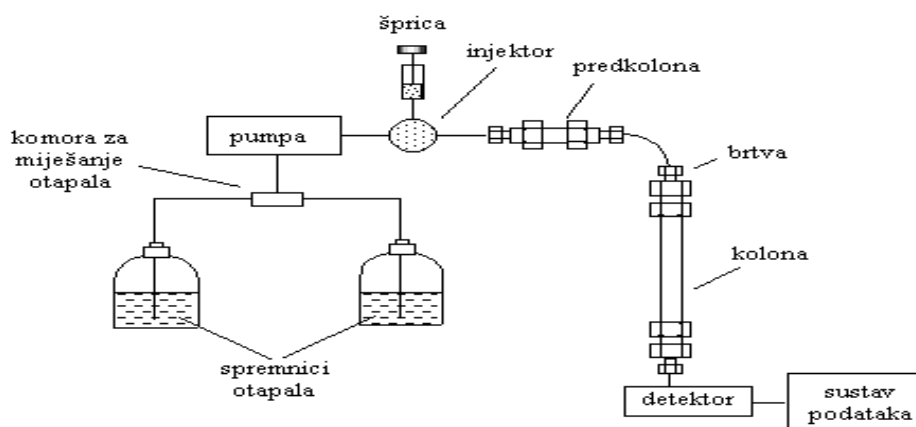 šprica
injektor
predkolona
komora za
miješanje
otapala
pumpa
brtva
kolona
spremnici
otapala
detektor
sustav
podataka